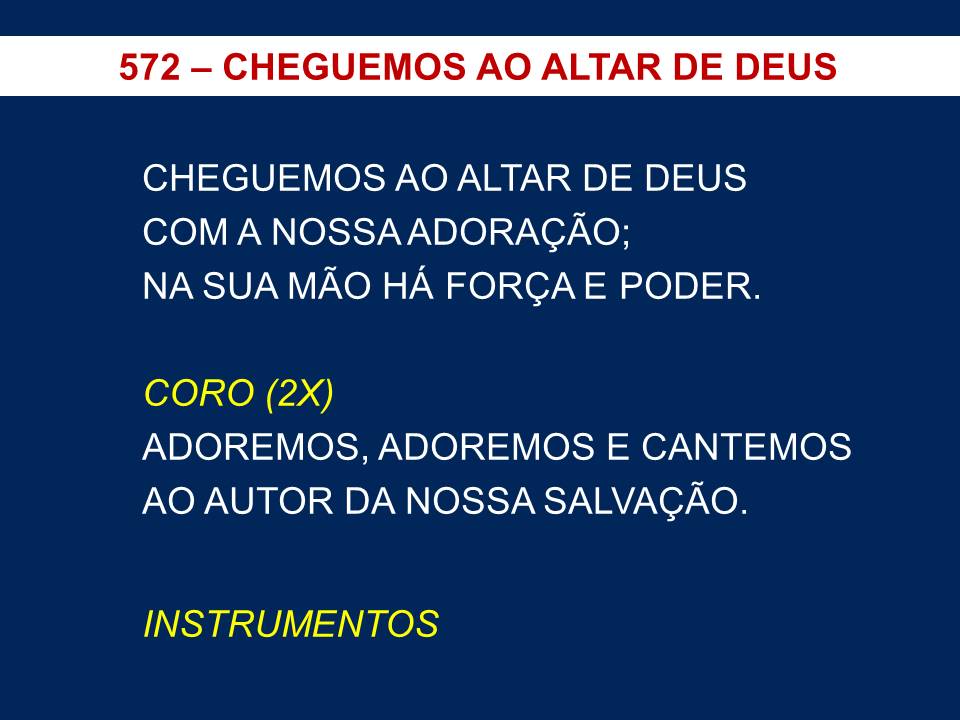 572 – CHEGUEMOS AO ALTAR DE DEUS
CHEGUEMOS AO ALTAR DE DEUS
COM A NOSSA ADORAÇÃO;
NA SUA MÃO HÁ FORÇA E PODER.
CORO (2X)
ADOREMOS, ADOREMOS E CANTEMOS
AO AUTOR DA NOSSA SALVAÇÃO.
INSTRUMENTOS